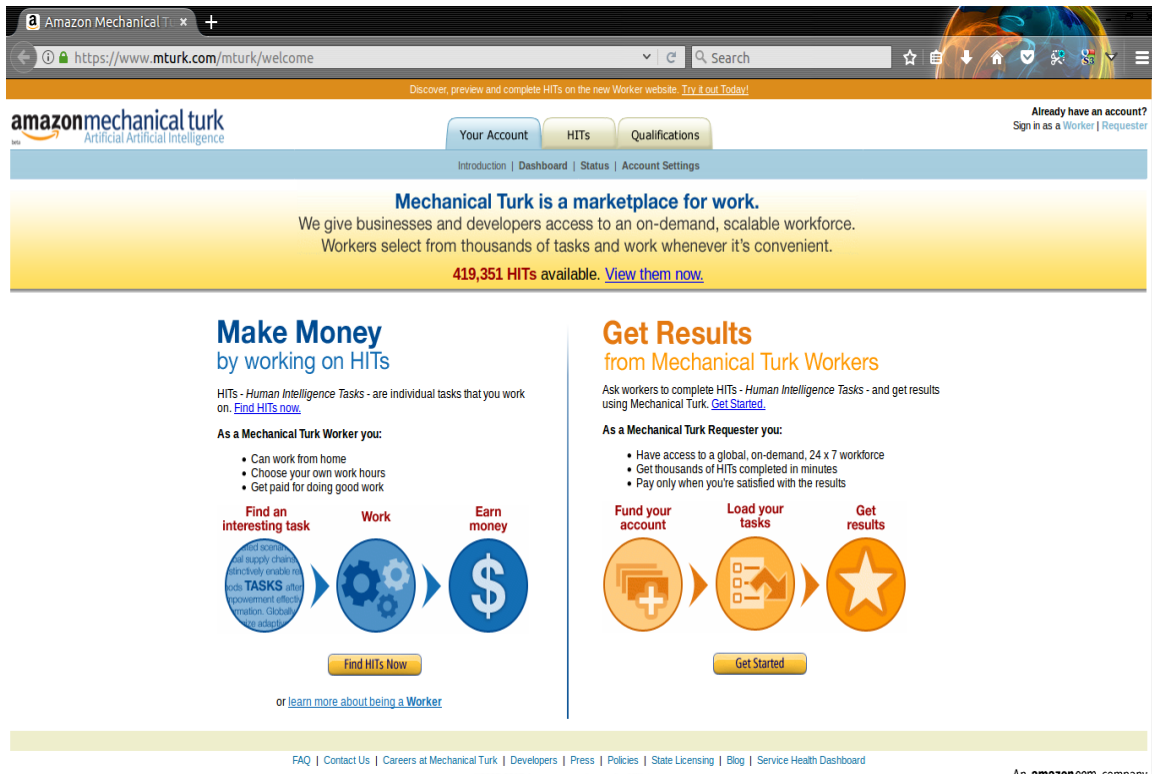 Amazon Mechanical T
https://www.mturk.com/mturk/welcome
Search
Discover, preview and complete HITs on the new Worker website. Try it out Today!
amazonmechanical turk
beta
Artificial Artificial Intelligence
Your Account
HITs
Qualifications
Already have an account?
Sign in as a Worker | Requester
Introduction | Dashboard | Status | Account Settings
Mechanical Turk is a marketplace for work.
We give businesses and developers access to an on-demand, scalable workforce.
Workers select from thousands of tasks and work whenever it's convenient.
419,351 HITs available. View them now.
Make Money
by working on HITs
HITs - Human Intelligence Tasks - are individual tasks that you work
on. Find HITs now.
As a Mechanical Turk Worker you:
• Can work from home
• Choose your own work hours
• Get paid for doing good work
Find an
interesting task
Work
Earn
money
supply chains
TASKS after
Globally
$
Find HITs Now
or learn more about being a Worker
Get Results
from Mechanical Turk Workers
Ask workers to complete HITs - Human Intelligence Tasks - and get results
using Mechanical Turk. Get Started.
As a Mechanical Turk Requester you:
• Have access to a global, on-demand, 24 x 7 workforce
• Get thousands of HITs completed in minutes
• Pay only when you're satisfied with the results
Fund your
account
Load your
tasks
Get
results
Get Started
FAQ | Contact Us | Careers at Mechanical Turk | Developers | Press | Policies | State Licensing | Blog | Service Health Dashboard
An amazon.com company